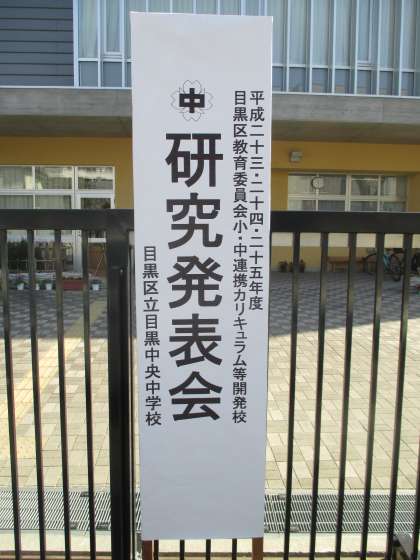 平成二十三・二十四・二十五年度
目黒区教育委員会小・中連携カリキュラム等開発校
中
研究発表会
目黒区立目黒中央中学校